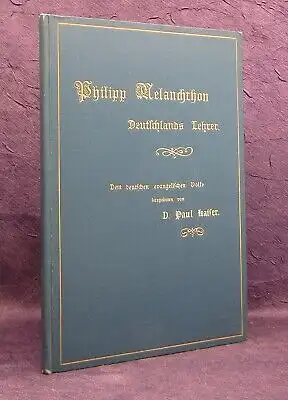 Philipp Melanchthon
Deutschlands Lehrer.
Dem deutschen evangelischen Volke
dargeboten von
D. Paul Kaiser.